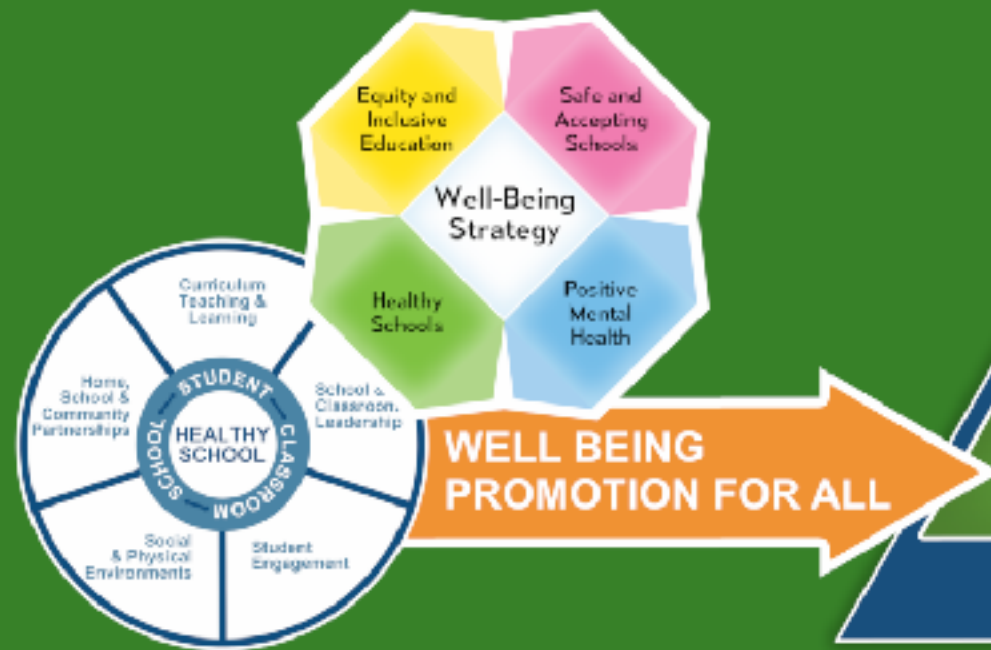 Equity and
Inclusive
Education
Safe and
Accepting
Schools
Well-Being
Strategy
Healthy
Schools
Positive
Mental
Health
Curriculum
Teaching &
Learning
School &
Classroom
Leadership
Student
Engagement
Social
& Physical
Environments
Home,
School &
Community
Partnerships
STUDENT
CLASSROOM
SCHOOL
HEALTHY
SCHOOL
WELL BEING
PROMOTION FOR ALL